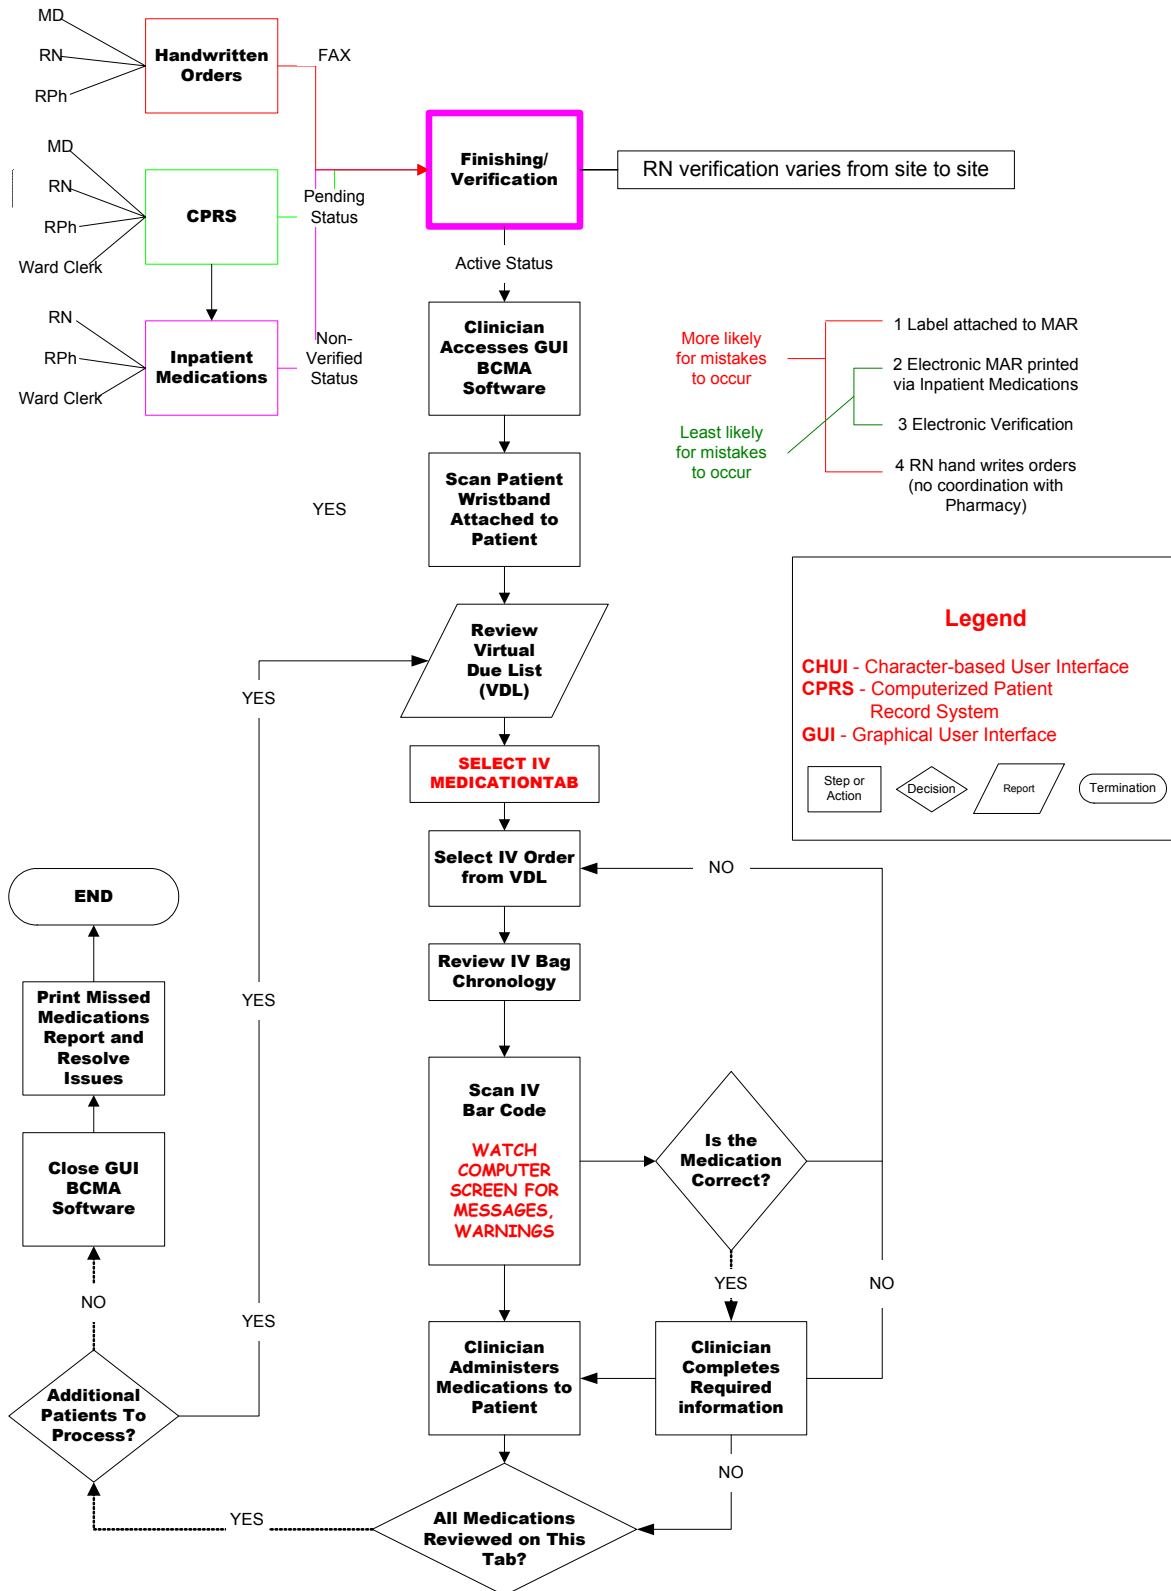 MD
RN
RPh
Handwritten
Orders
FAX
MD
RN
RPh
Ward Clerk
CPRS
Pending
Status
Finishing/
Verification
RN verification varies from site to site
Active Status
RN
RPh
Ward Clerk
Inpatient
Medications
Non-
Verified
Status
Clinician
Accesses GUI
BCMA
Software
More likely
for mistakes
to occur
Least likely
for mistakes
to occur
1 Label attached to MAR
2 Electronic MAR printed
via Inpatient Medications
3 Electronic Verification
4 RN hand writes orders
(no coordination with
Pharmacy)
YES
Scan Patient
Wristband
Attached to
Patient
Legend
CHUI - Character-based User Interface
CPRS - Computerized Patient
Record System
GUI - Graphical User Interface
Step or
Action
Decision
Report
Termination
YES
Review
Virtual
Due List
(VDL)
SELECT IV
MEDICATIONTAB
Select IV Order
from VDL
NO
END
Review IV Bag
Chronology
Print Missed
Medications
Report and
Resolve
Issues
YES
Scan IV
Bar Code
WATCH
COMPUTER
SCREEN FOR
MESSAGES,
WARNINGS
Is the
Medication
Correct?
Close GUI
BCMA
Software
YES
NO
NO
YES
Clinician
Administers
Medications to
Patient
Clinician
Completes
Required
information
Additional
Patients To
Process?
NO
YES
All Medications
Reviewed on This
Tab?